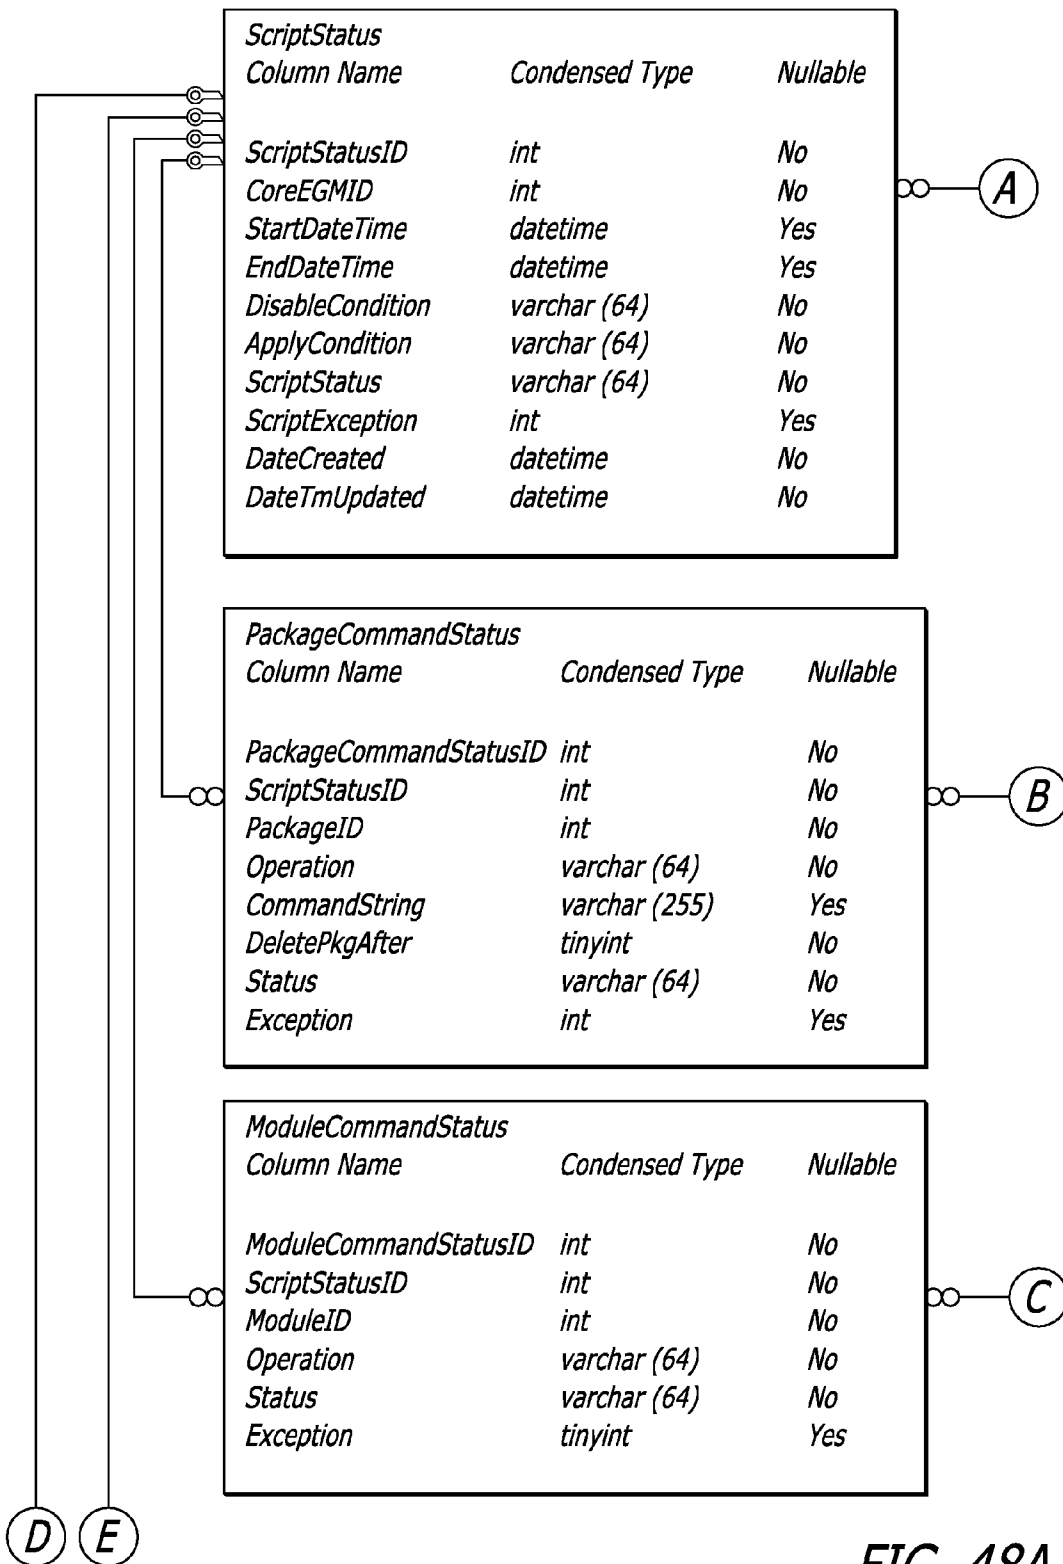 ScriptStatus
Column Name Condensed Type Nullable
ScriptStatusID int No
CoreEGMID int No
A
StartDateTime datetime Yes
EndDateTime datetime Yes
DisableCondition varchar (64) No
ApplyCondition varchar (64) No
ScriptStatus varchar (64) No
ScriptException int Yes
DateCreated datetime No
DateTmUpdated datetime No
PackageCommandStatus
Column Name Condensed Type Nullable
PackageCommandStatusID int No
ScriptStatusID int No
B
PackageID int No
Operation varchar (64) No
CommandString varchar (255) Yes
DeletePkgAfter tinyint No
Status varchar (64) No
Exception int Yes
ModuleCommandStatus
Column Name Condensed Type Nullable
ModuleCommandStatusID int No
ScriptStatusID int No
C
ModuleID int No
Operation varchar (64) No
Status varchar (64) No
Exception tinyint Yes
D E
FIG. 48A